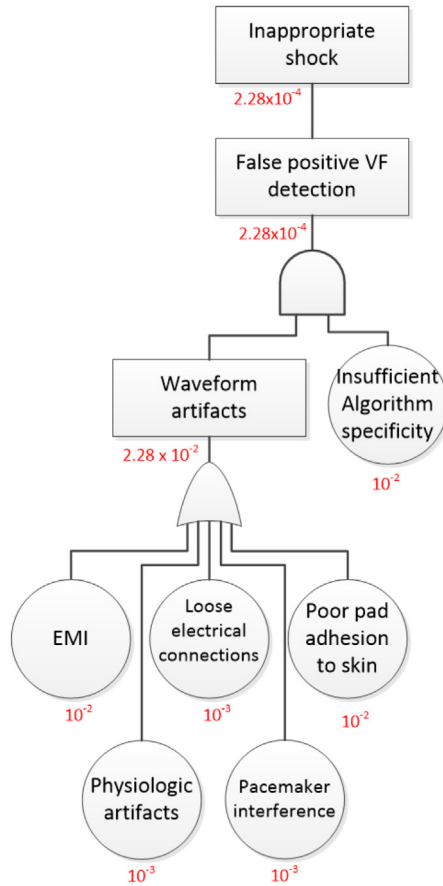 Inappropriate
shock
2.28x10⁻⁴
False positive VF
detection
2.28x10⁻⁴
Waveform
artifacts
2.28 x 10⁻²
Insufficient
Algorithm
specificity
10⁻²
EMI
10⁻²
Loose
electrical
connections
10⁻³
Poor pad
adhesion
to skin
10⁻²
Physiologic
artifacts
10⁻³
Pacemaker
interference
10⁻³